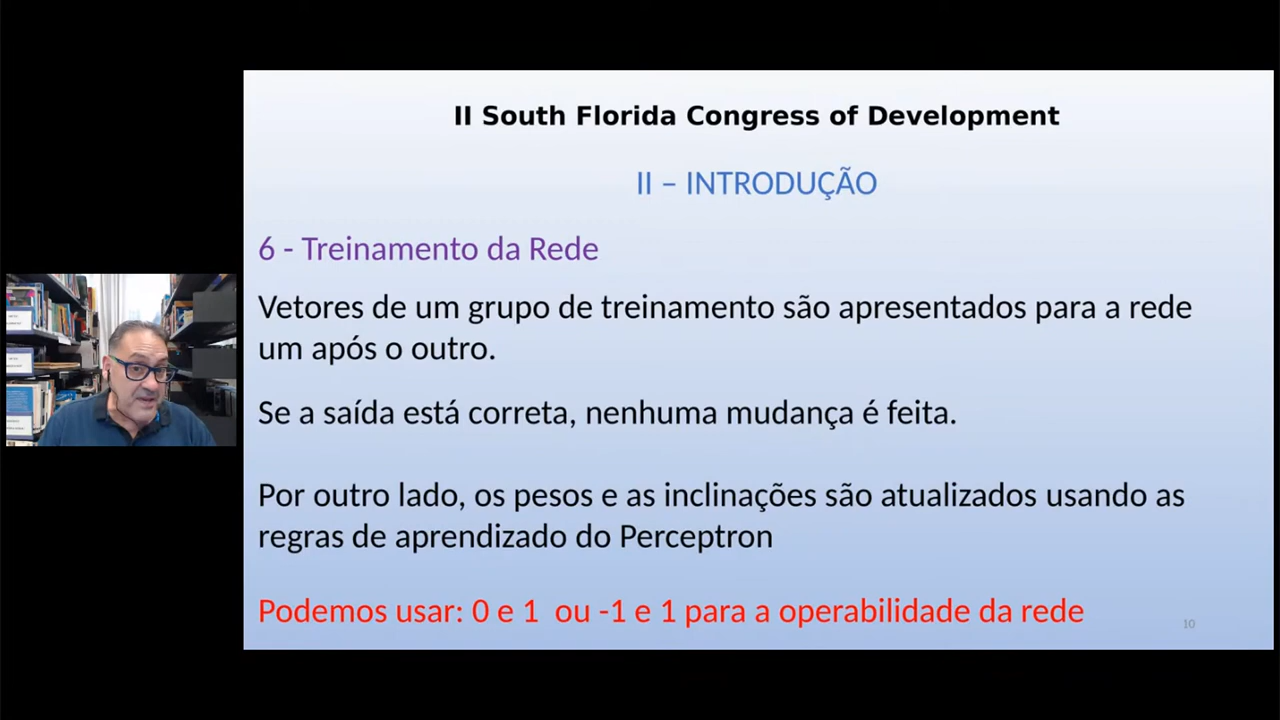 II South Florida Congress of Development
II – INTRODUÇÃO
6 - Treinamento da Rede
Vetores de um grupo de treinamento são apresentados para a rede
um após o outro.
Se a saída está correta, nenhuma mudança é feita.
Por outro lado, os pesos e as inclinações são atualizados usando as
regras de aprendizado do Perceptron
Podemos usar: 0 e 1 ou -1 e 1 para a operabilidade da rede
10